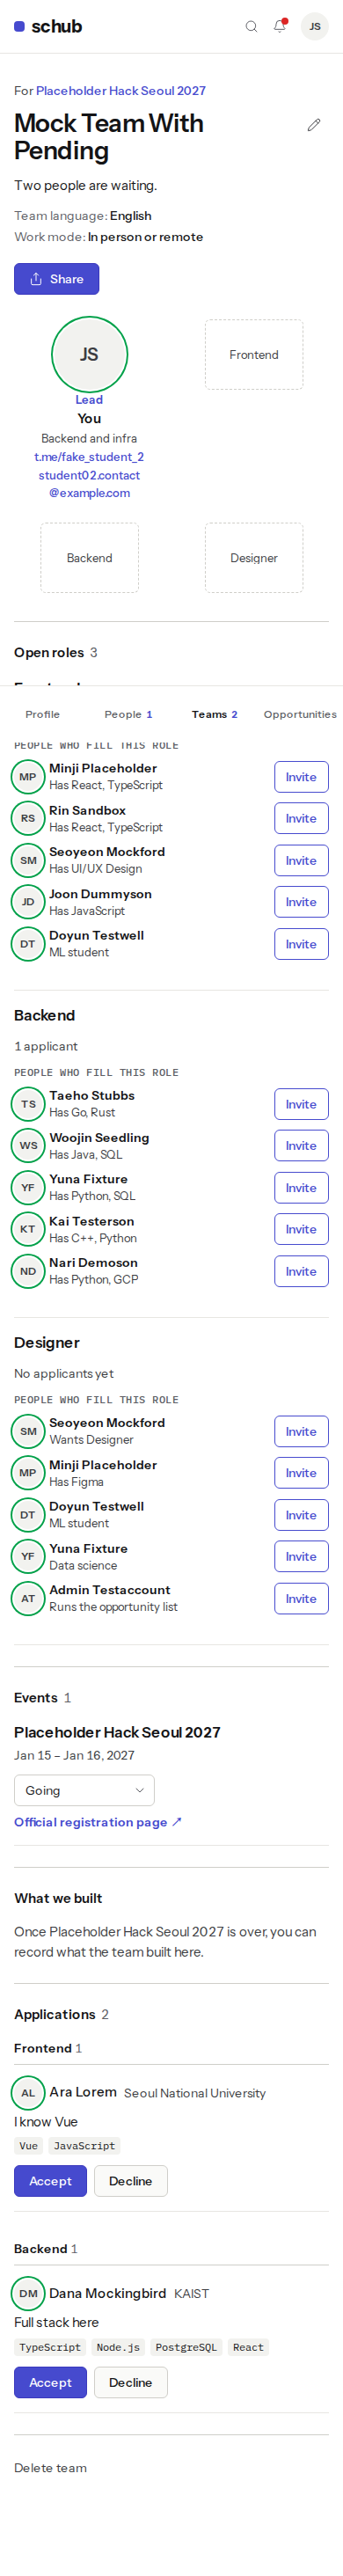 schub
JS
For Placeholder Hack Seoul 2027
Mock Team With
Pending
Two people are waiting.
Team language: English
Work mode: In person or remote
Share
JS
Lead
You
Backend and infra
t.me/fake_student_2
student02.contact
@example.com
Frontend
Backend
Designer
Open roles 3
Profile
People 1
Teams 2
Opportunities
PEOPLE WHO FILL THIS ROLE
MP
Minji Placeholder
Has React, TypeScript
Invite
RS
Rin Sandbox
Has React, TypeScript
Invite
SM
Seoyeon Mockford
Has UI/UX Design
Invite
JD
Joon Dummyson
Has JavaScript
Invite
DT
Doyun Testwell
ML student
Invite
Backend
1 applicant
PEOPLE WHO FILL THIS ROLE
TS
Taeho Stubbs
Has Go, Rust
Invite
WS
Woojin Seedling
Has Java, SQL
Invite
YF
Yuna Fixture
Has Python, SQL
Invite
KT
Kai Testerson
Has C++, Python
Invite
ND
Nari Demoson
Has Python, GCP
Invite
Designer
No applicants yet
PEOPLE WHO FILL THIS ROLE
SM
Seoyeon Mockford
Wants Designer
Invite
MP
Minji Placeholder
Has Figma
Invite
DT
Doyun Testwell
ML student
Invite
YF
Yuna Fixture
Data science
Invite
AT
Admin Testaccount
Runs the opportunity list
Invite
Events 1
Placeholder Hack Seoul 2027
Jan 15 – Jan 16, 2027
Going
Official registration page ↗
What we built
Once Placeholder Hack Seoul 2027 is over, you can
record what the team built here.
Applications 2
Frontend 1
AL
Ara Lorem Seoul National University
I know Vue
Vue JavaScript
Accept
Decline
Backend 1
DM
Dana Mockingbird KAIST
Full stack here
TypeScript Node.js PostgreSQL React
Accept
Decline
Delete team